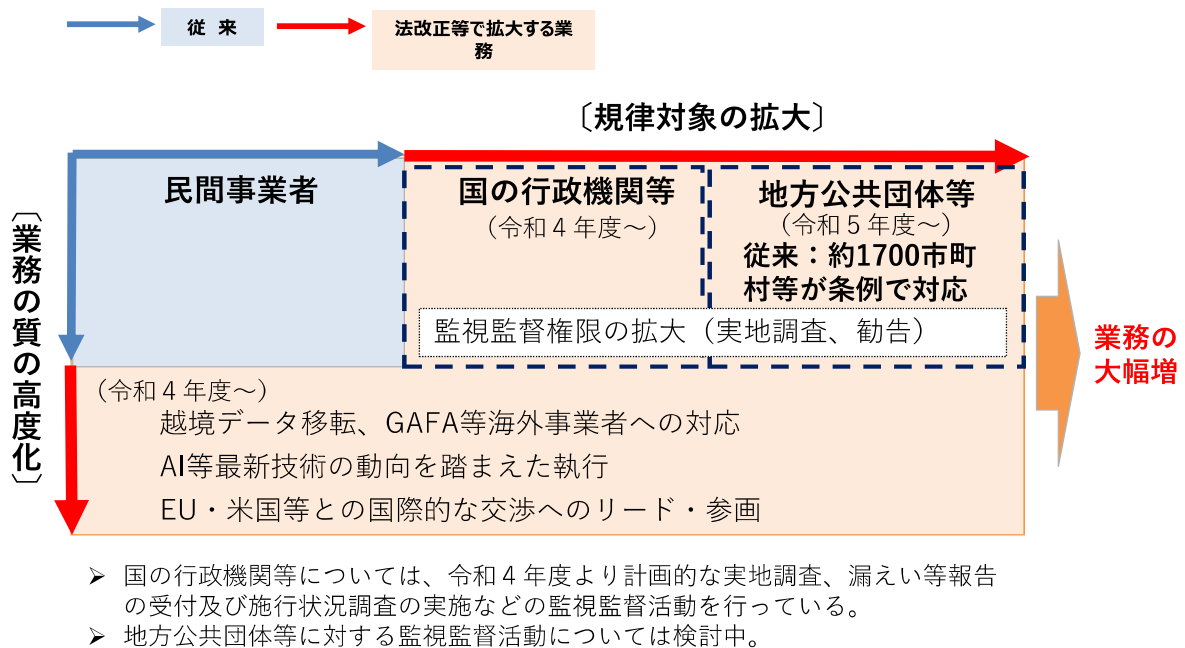 従 来
法改正等で拡大する業
務
〔規律対象の拡大〕
〔業務の質の高度化〕
民間事業者
国の行政機関等
(令和４年度～)
地方公共団体等
(令和５年度～)
従来：約1700市町
村等が条例で対応
監視監督権限の拡大（実地調査、勧告）
業務の
大幅増
（令和４年度～）
越境データ移転、GAFA等海外事業者への対応
AI等最新技術の動向を踏まえた執行
EU・米国等との国際的な交渉へのリード・参画
➢ 国の行政機関等については、令和４年度より計画的な実地調査、漏えい等報告
の受付及び施行状況調査の実施などの監視監督活動を行っている。
➢ 地方公共団体等に対する監視監督活動については検討中。